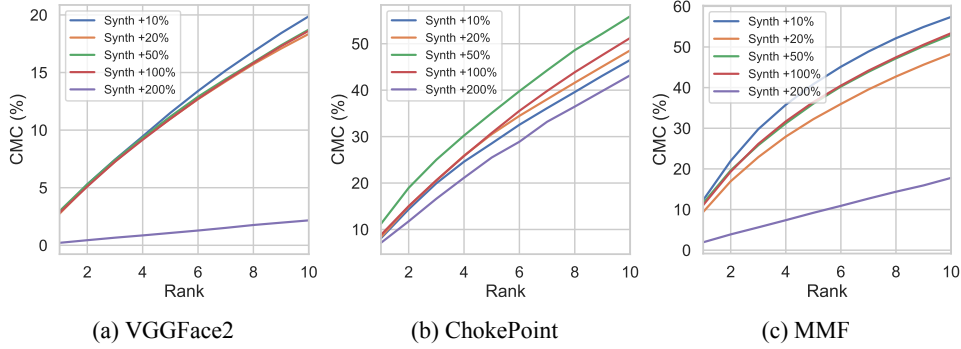 CMC (%)
20
15
10
5
0
Synth +10%
Synth +20%
Synth +50%
Synth +100%
Synth +200%
2 4 6 8 10
Rank
(a) VGGFace2
CMC (%)
50
40
30
20
10
Synth +10%
Synth +20%
Synth +50%
Synth +100%
Synth +200%
2 4 6 8 10
Rank
(b) ChokePoint
CMC (%)
60
50
40
30
20
10
0
Synth +10%
Synth +20%
Synth +50%
Synth +100%
Synth +200%
2 4 6 8 10
Rank
(c) MMF